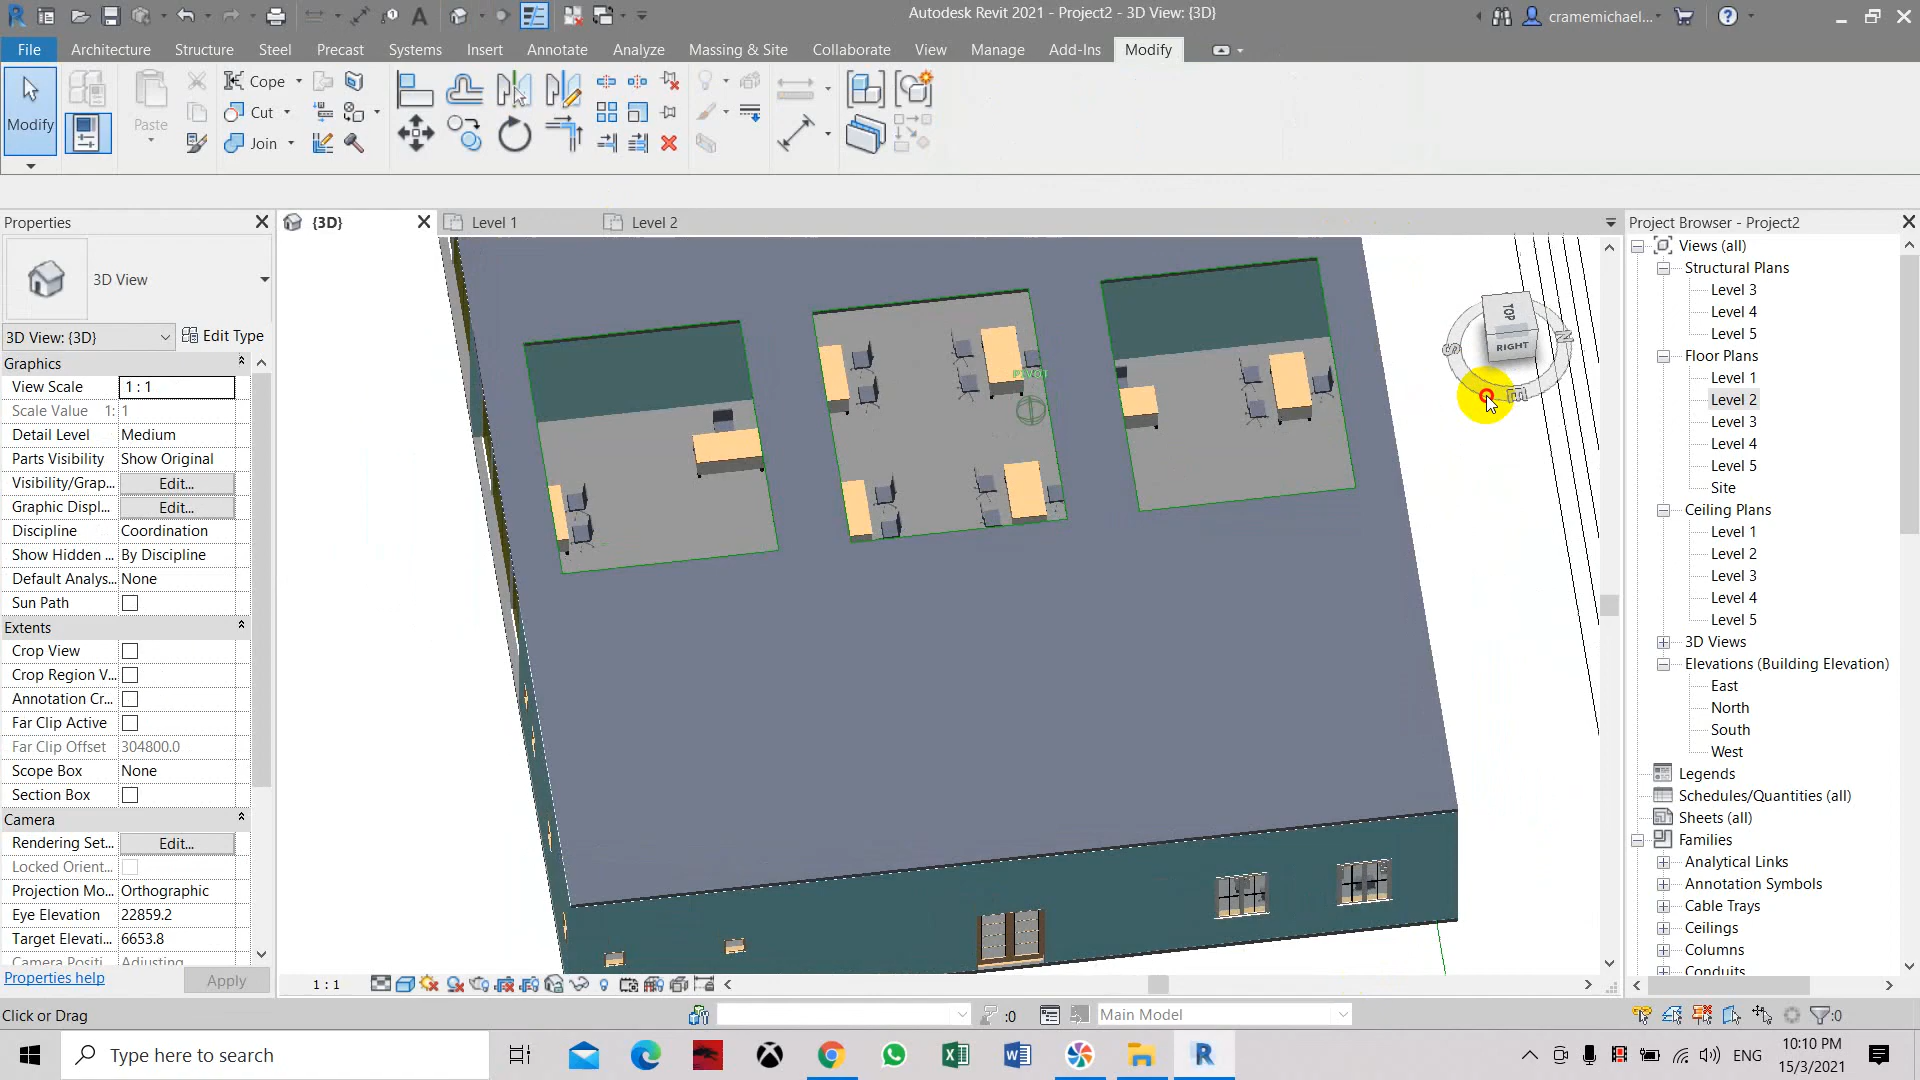 Autodesk Revit 2021 - Project2 - 3D View: {3D}
cramemichael...
File Architecture Structure Steel Precast Systems Insert Annotate Analyze Massing & Site Collaborate View Manage Add-Ins Modify
Modify
Paste
Cope
Cut
Join
Properties
{3D}
Level 1
Level 2
Project Browser - Project2
3D View
3D View: {3D}
Edit Type
Graphics
View Scale 1 : 1
Scale Value 1: 1
Detail Level Medium
Parts Visibility Show Original
Visibility/Grap... Edit...
Graphic Displ... Edit...
Discipline Coordination
Show Hidden ... By Discipline
Default Analys... None
Sun Path
Extents
Crop View
Crop Region V...
Annotation Cr...
Far Clip Active
Far Clip Offset 304800.0
Scope Box None
Section Box
Camera
Rendering Set... Edit...
Locked Orient...
Projection Mo... Orthographic
Eye Elevation 22859.2
Target Elevati... 6653.8
Camera Positi... Adjusting
Properties help
Apply
PIVOT
TOP
RIGHT
S
N
E
Views (all)
Structural Plans
Level 3
Level 4
Level 5
Floor Plans
Level 1
Level 2
Level 3
Level 4
Level 5
Site
Ceiling Plans
Level 1
Level 2
Level 3
Level 4
Level 5
3D Views
Elevations (Building Elevation)
East
North
South
West
Legends
Schedules/Quantities (all)
Sheets (all)
Families
Analytical Links
Annotation Symbols
Cable Trays
Ceilings
Columns
Conduits
1 : 1
Click or Drag
:0
Main Model
:0
Type here to search
ENG
10:10 PM
15/3/2021